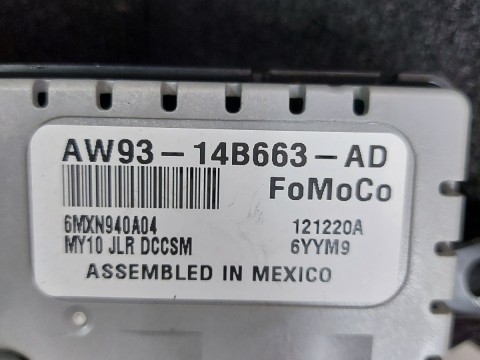 AW93-14B663-AD
FoMoCo
6MXN940A04 121220A
MY10 JLR DCCSM 6YYM9
ASSEMBLED IN MEXICO